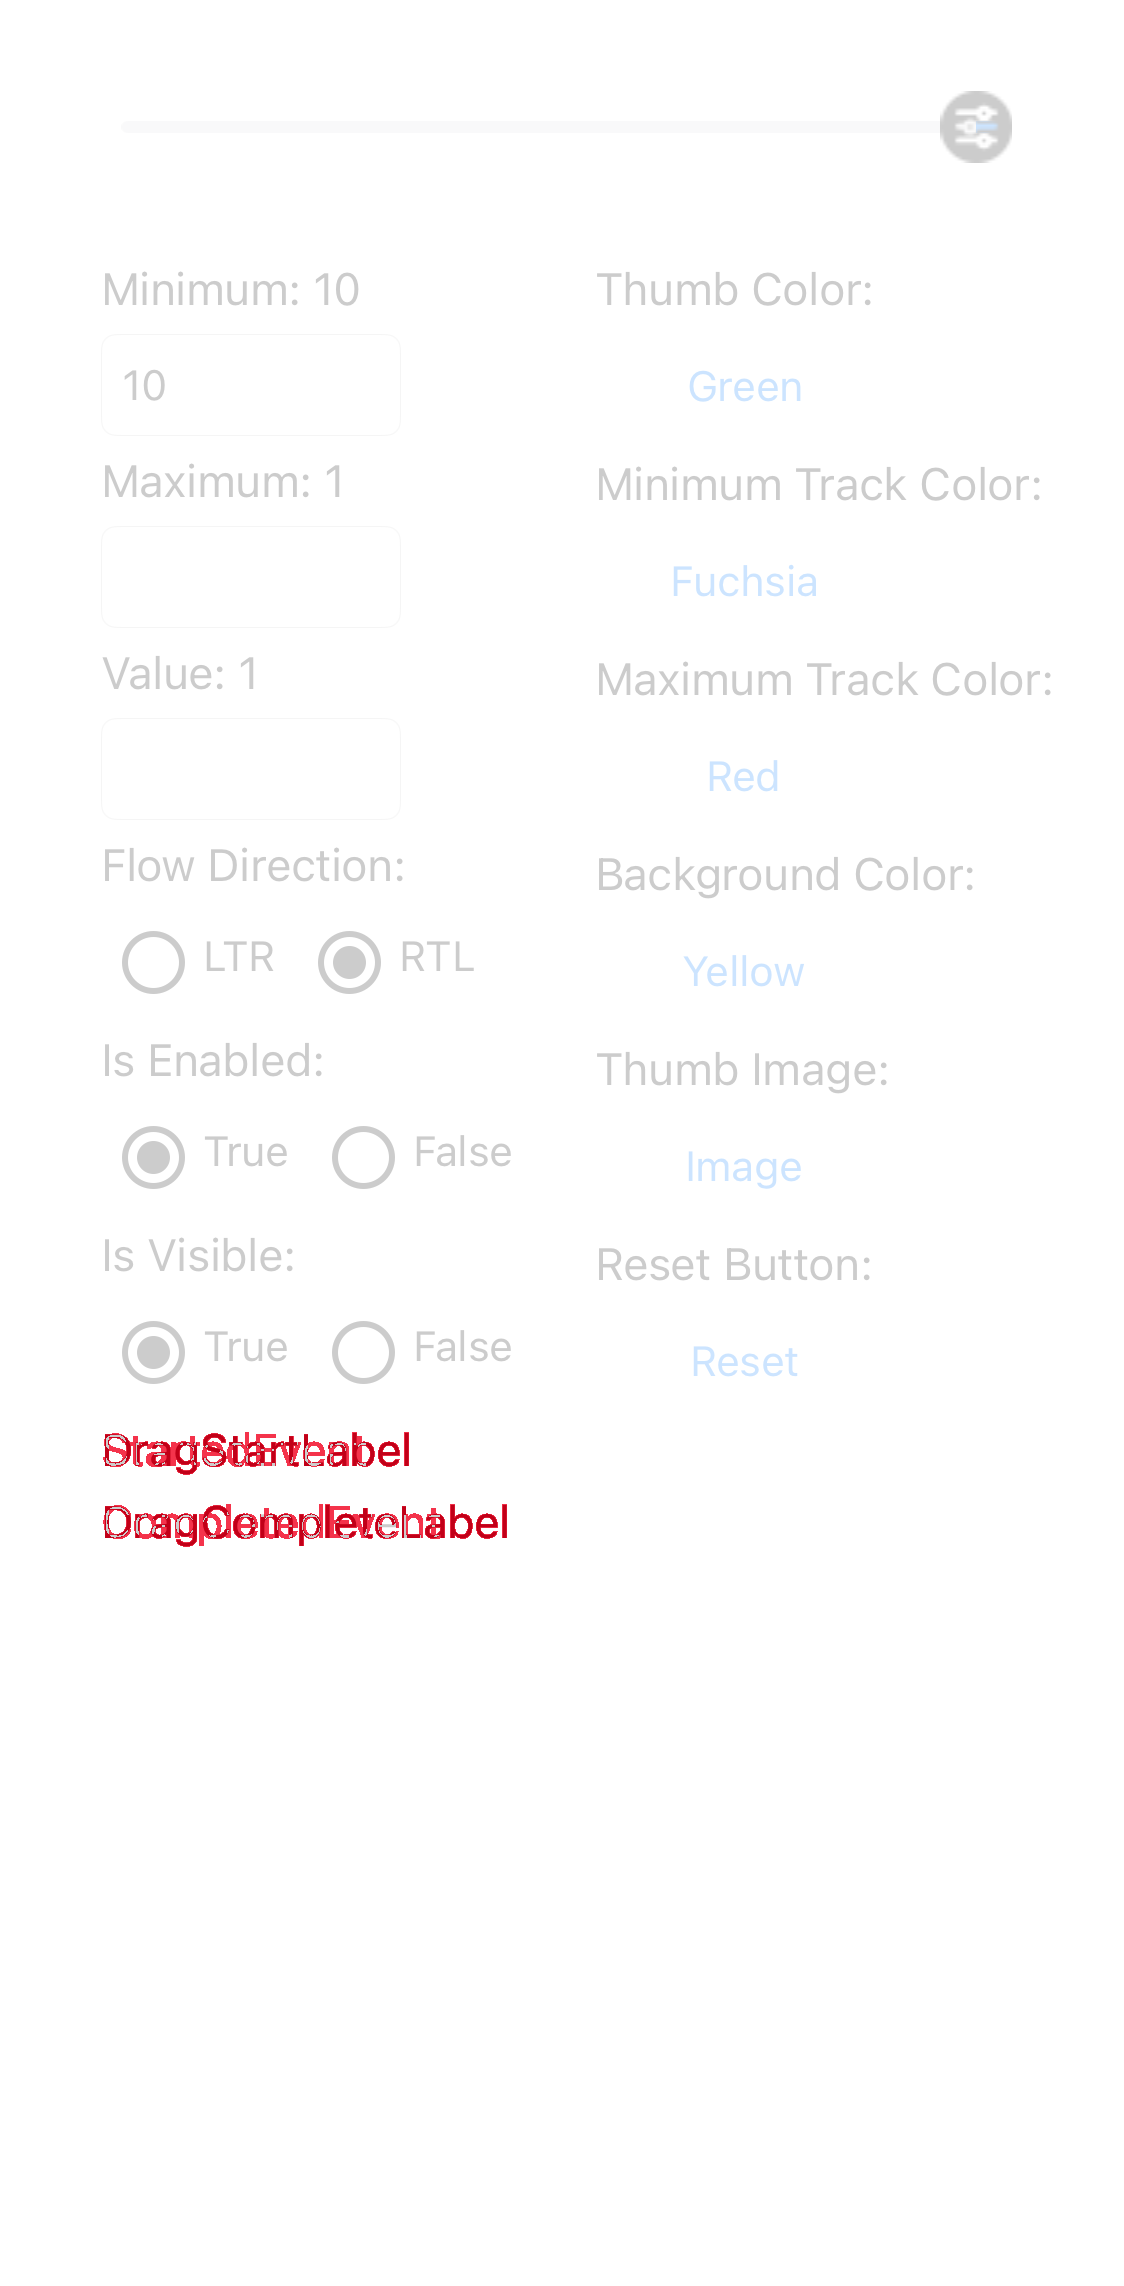 Minimum: 10
10
Maximum: 1
Value: 1
Flow Direction:
LTR RTL
Is Enabled:
True False
Is Visible:
True False
DragStartLabel
DragCompleteLabel
Thumb Color:
Green
Minimum Track Color:
Fuchsia
Maximum Track Color:
Red
Background Color:
Yellow
Thumb Image:
Image
Reset Button:
Reset